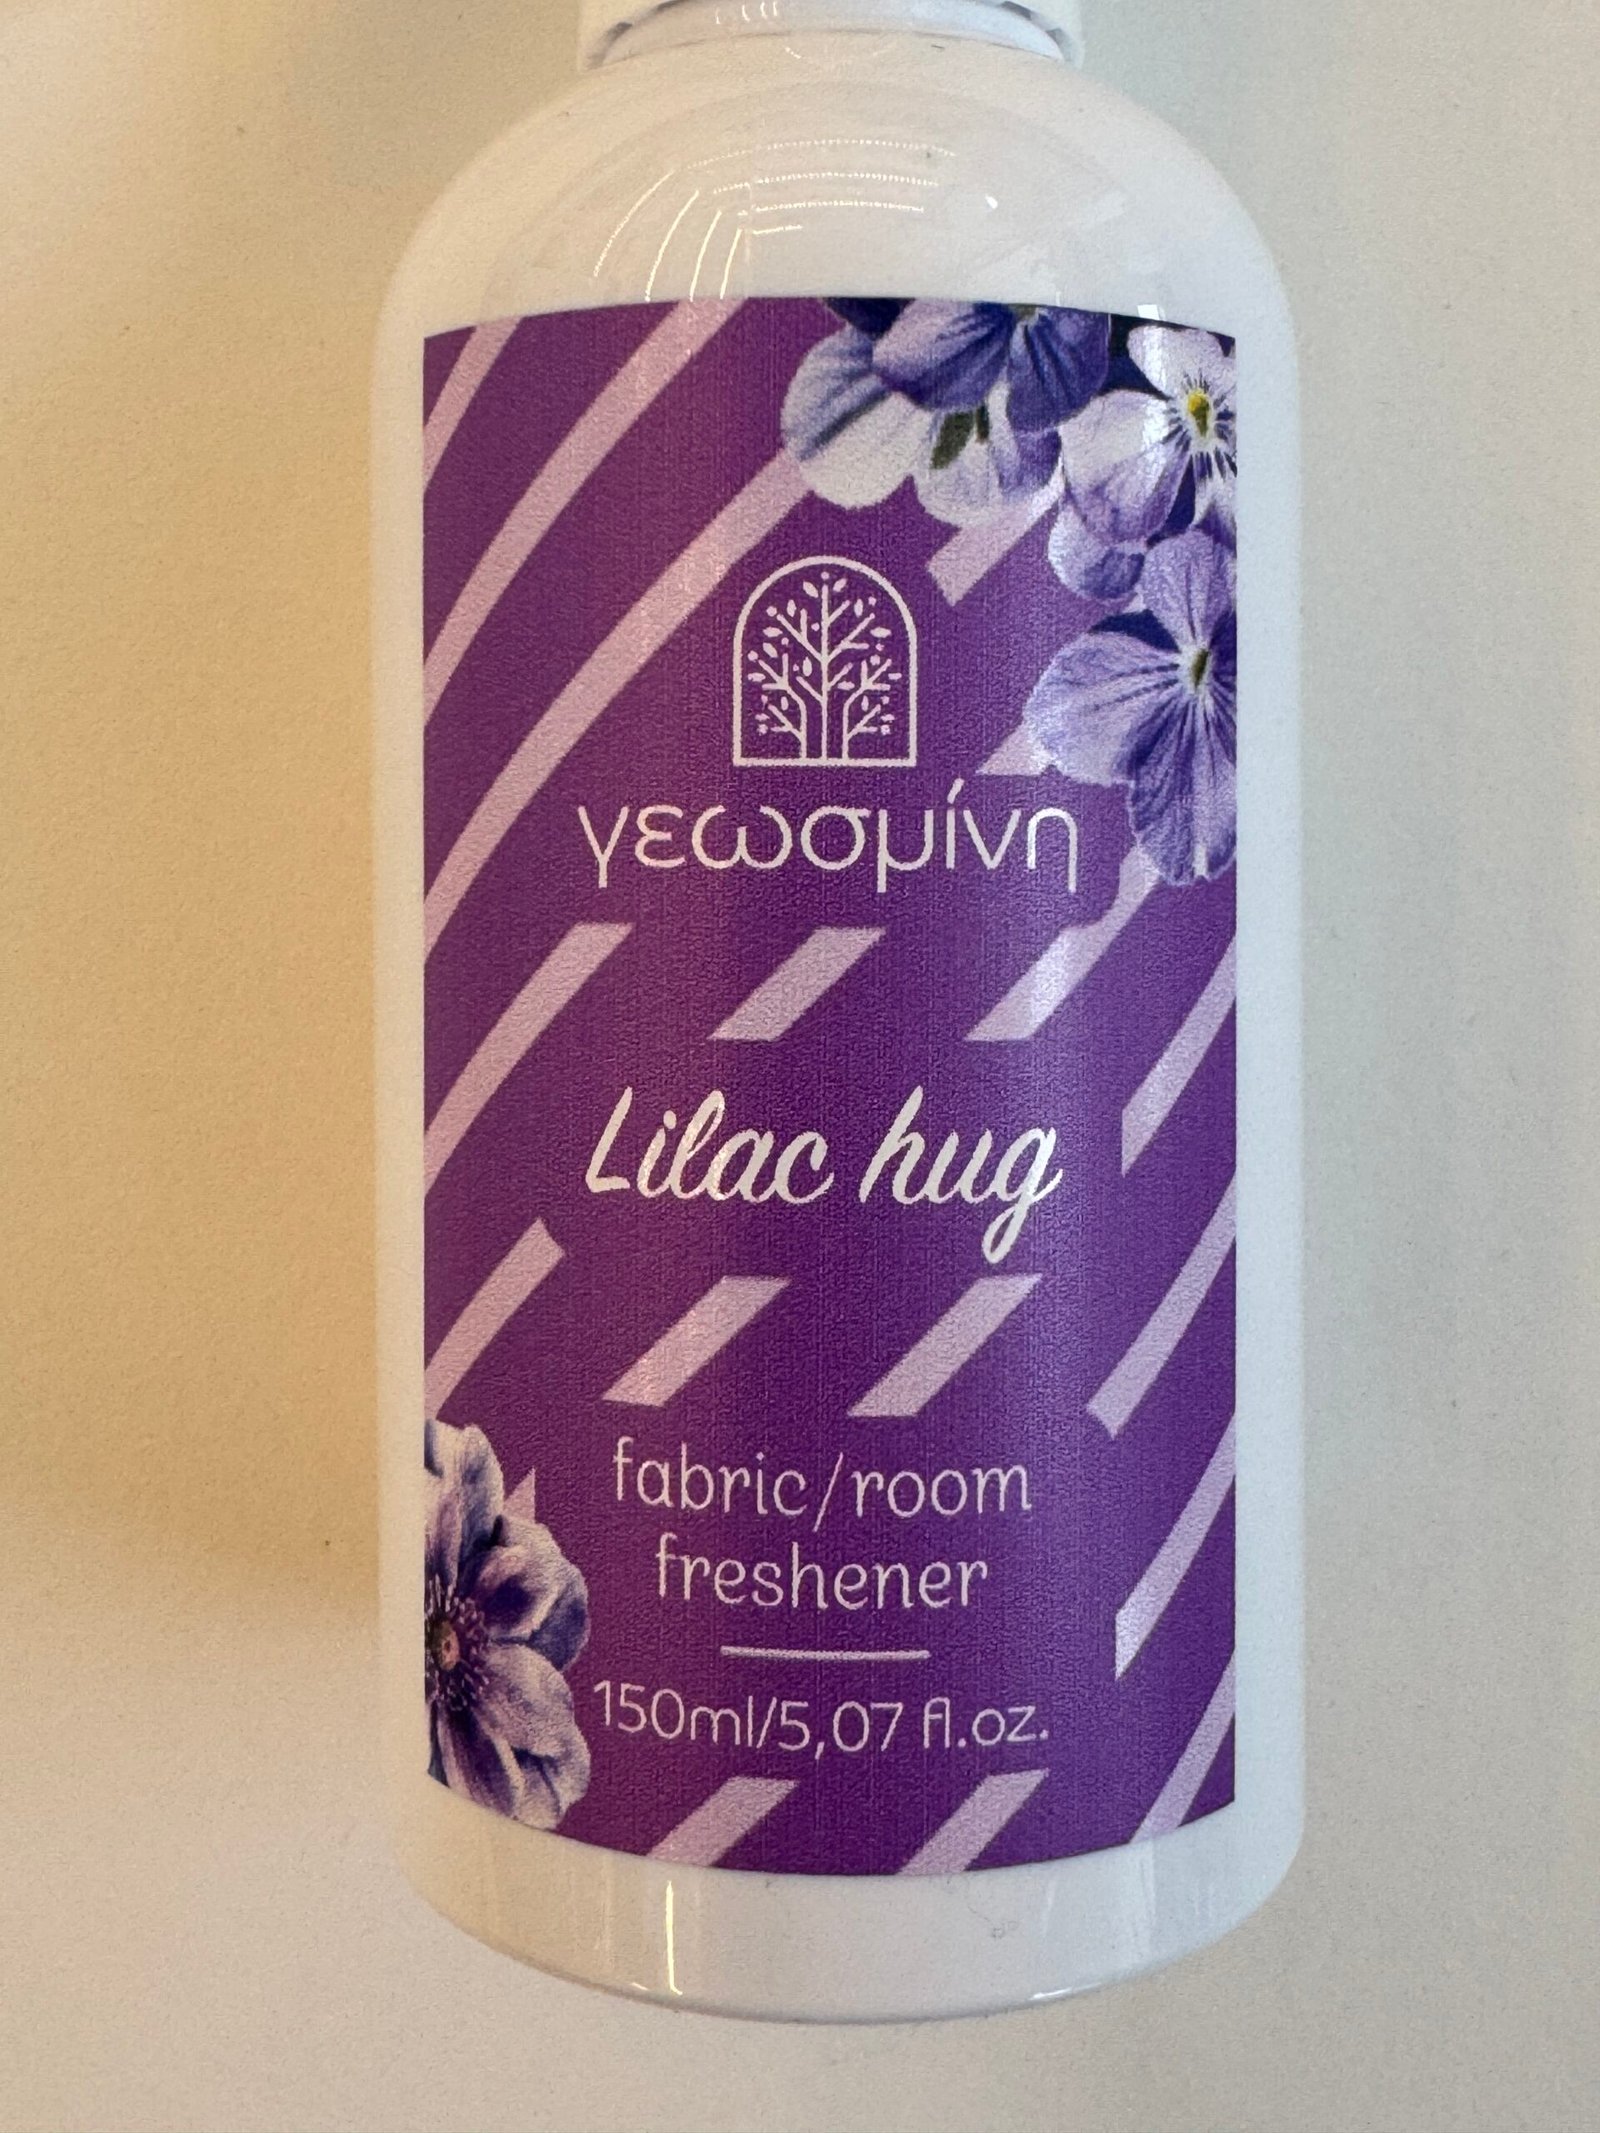 γεωσμίνη
Lilac hug
fabric/room
freshener
150ml/5,07 fl.oz.